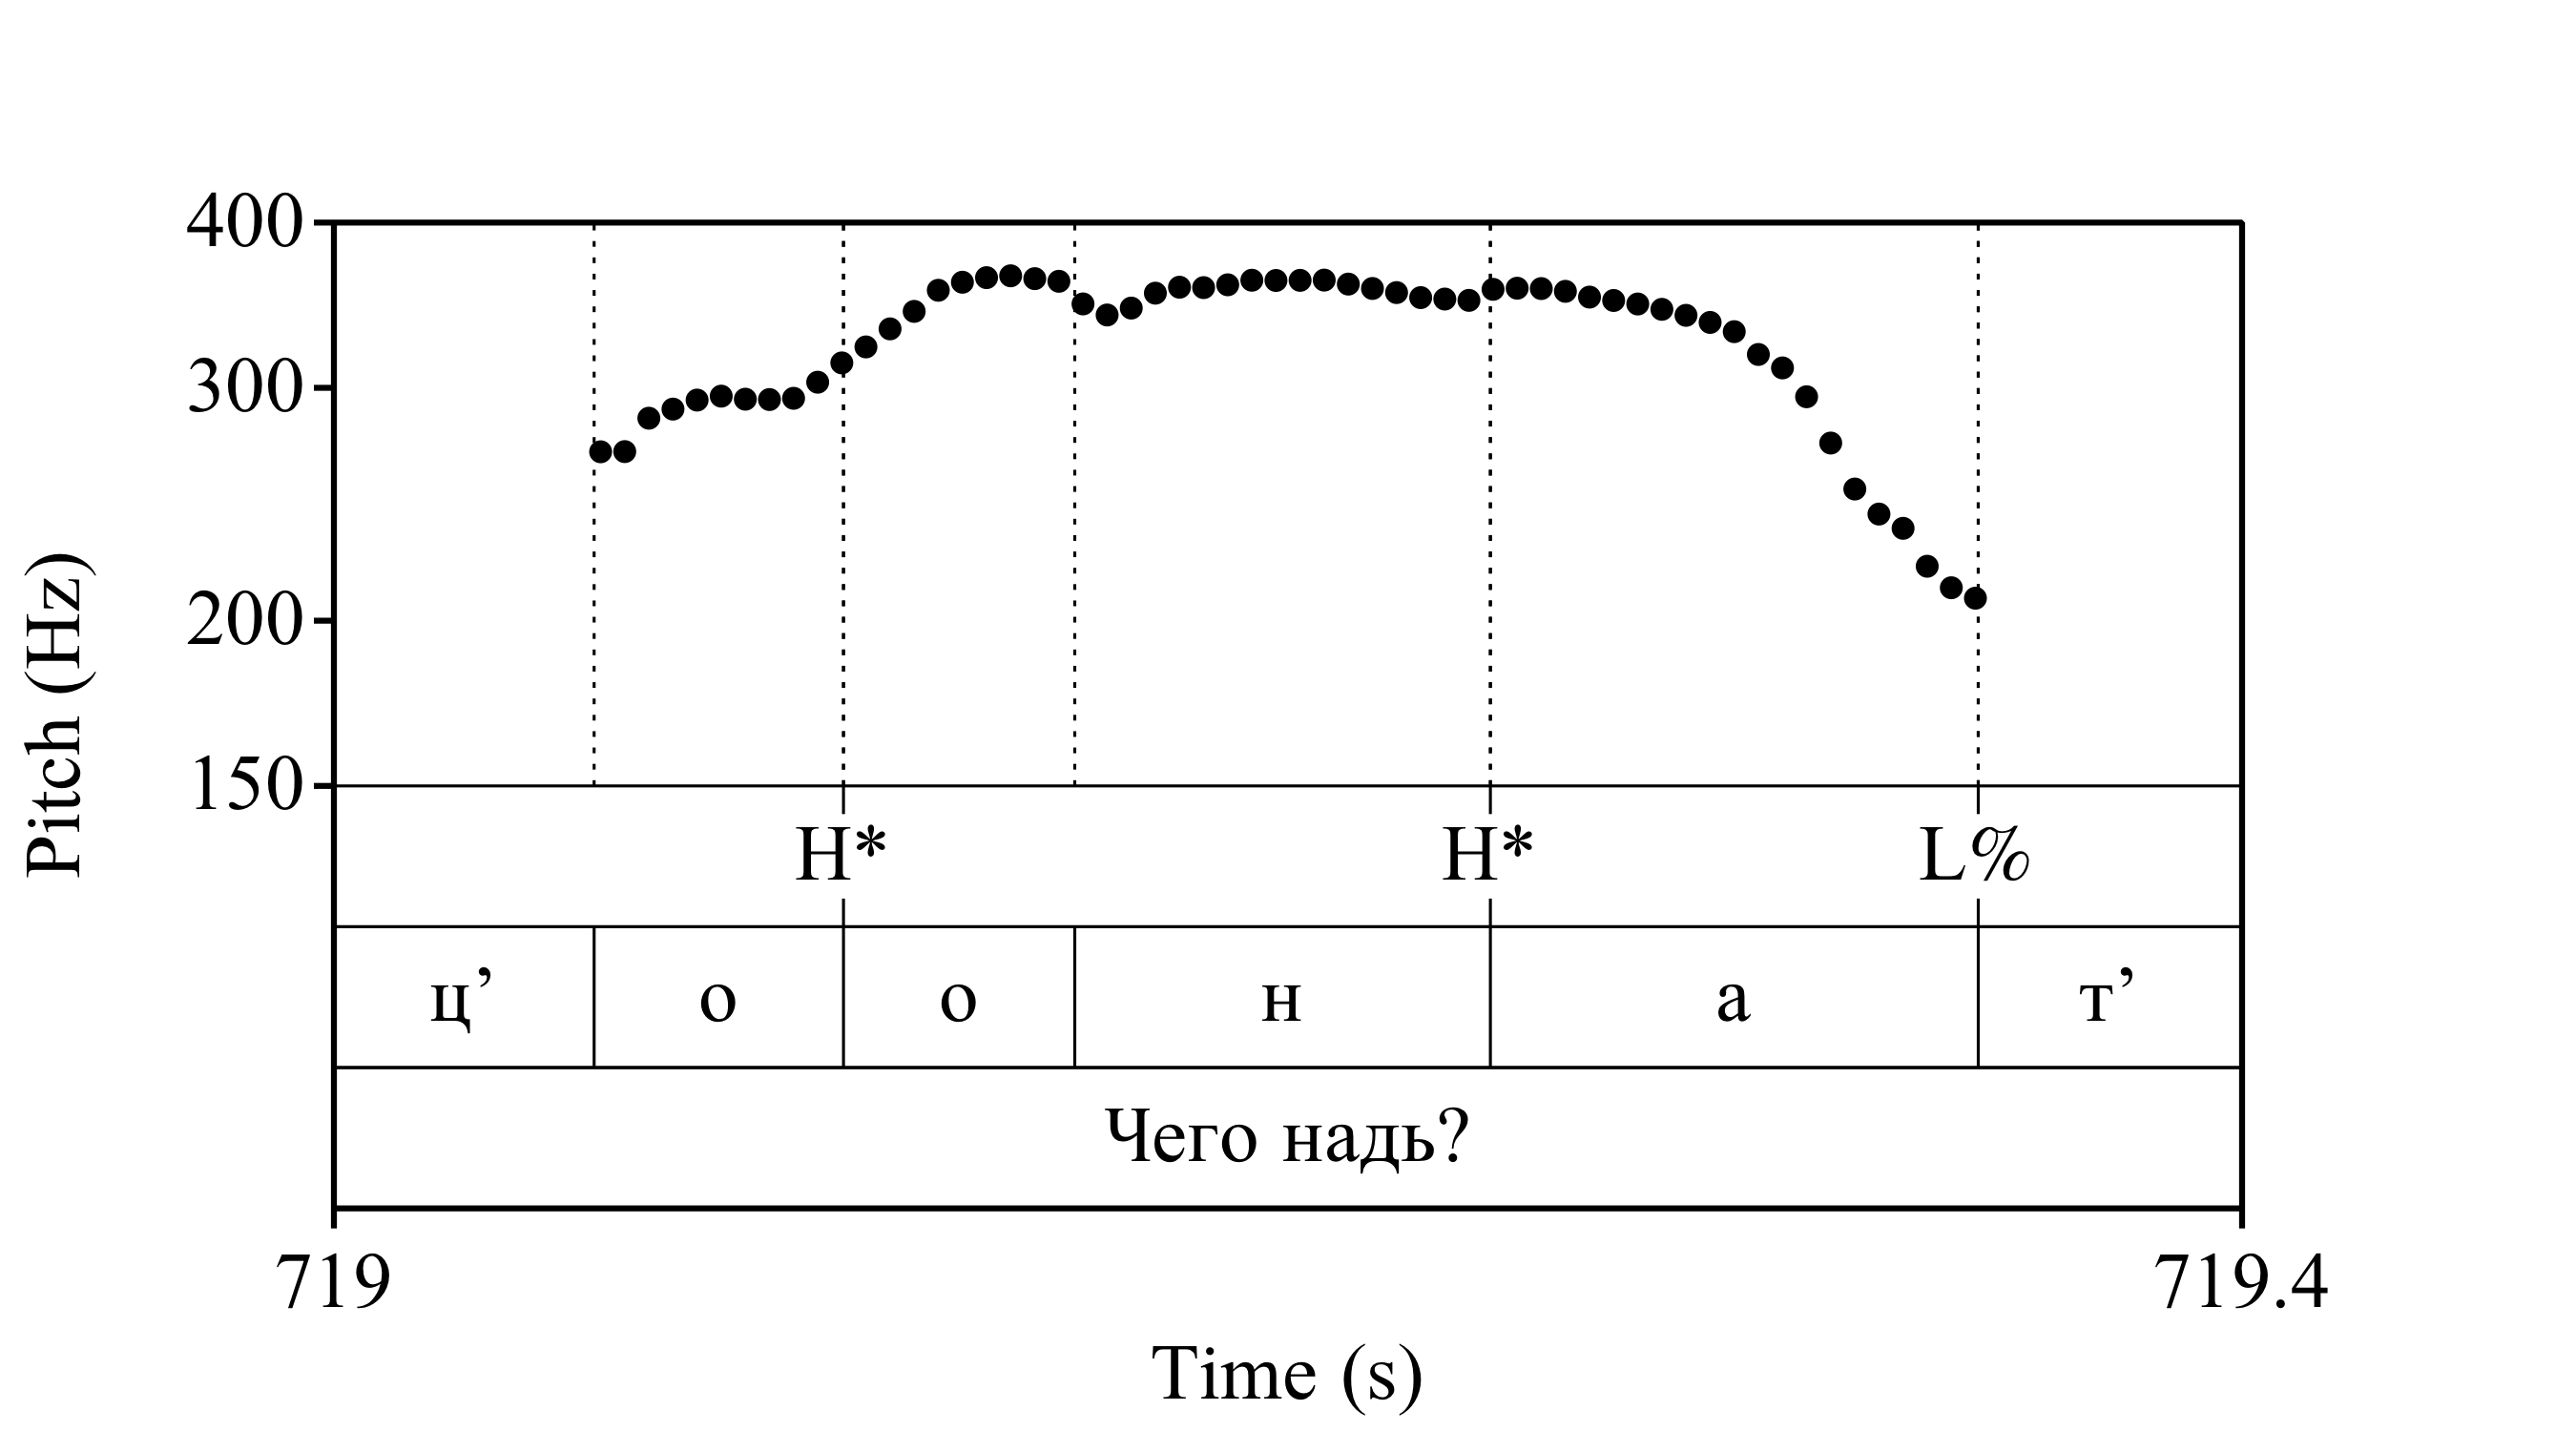 400
300
200
150
Pitch (Hz)
H* H* L%
ц’ о о н а т’
Чего надь?
719 719.4
Time (s)